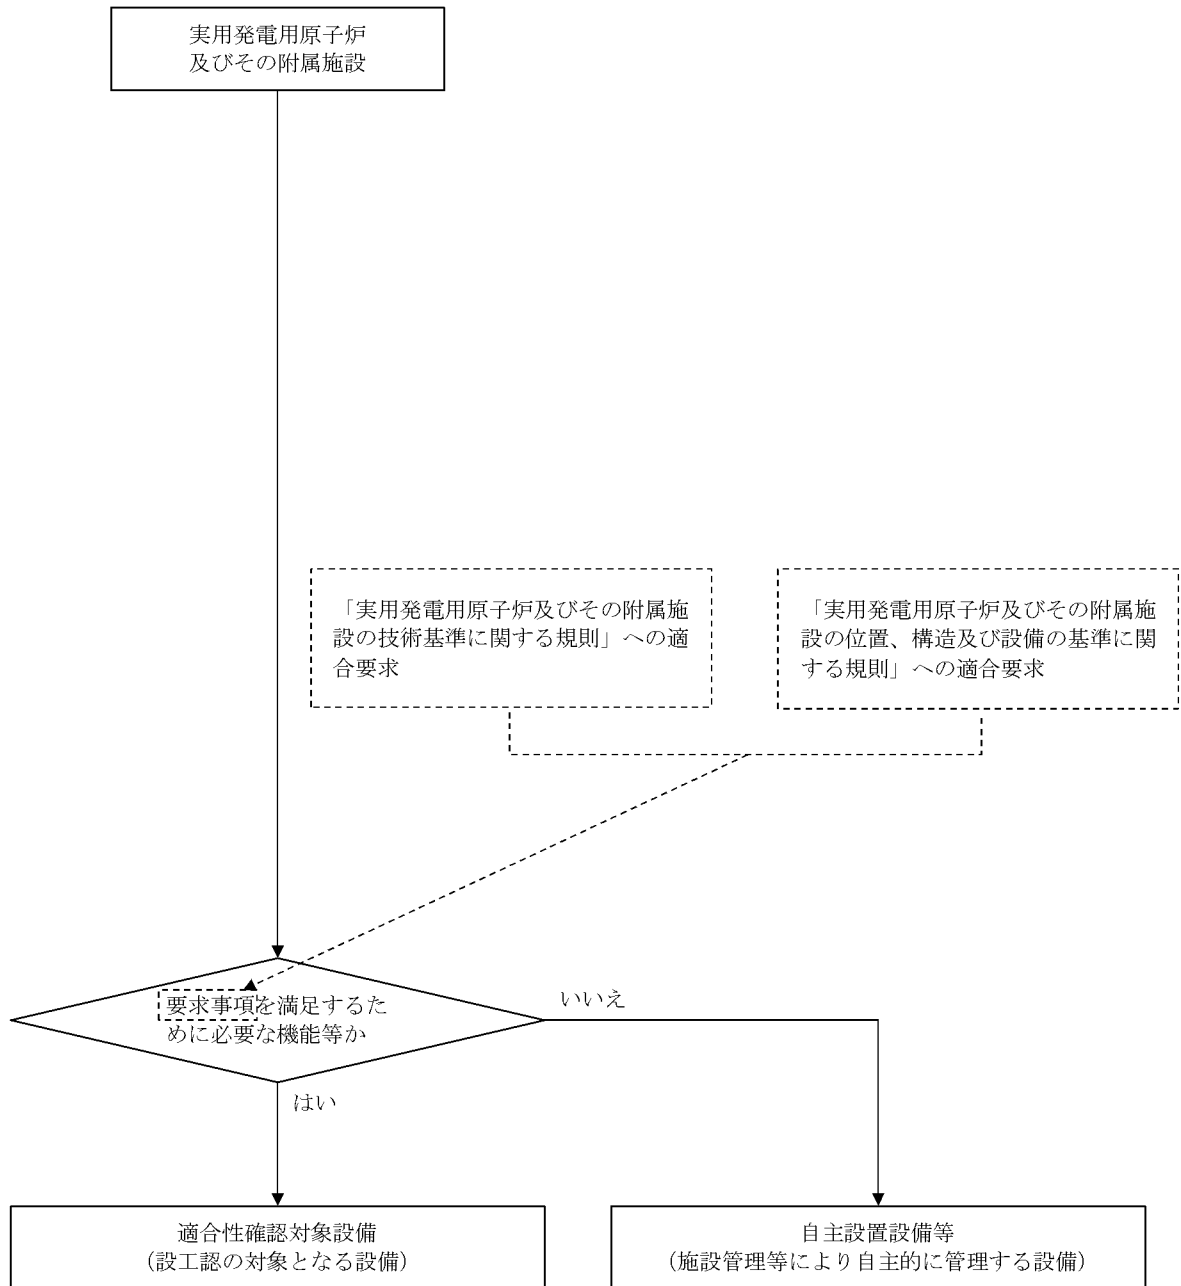 実用発電用原子炉
及びその附属施設
「実用発電用原子炉及びその附属施
設の技術基準に関する規則」への適
合要求
「実用発電用原子炉及びその附属施
設の位置、構造及び設備の基準に関
する規則」への適合要求
要求事項を満足するた
めに必要な機能等か
いいえ
はい
適合性確認対象設備
（設工認の対象となる設備）
自主設置設備等
（施設管理等により自主的に管理する設備）